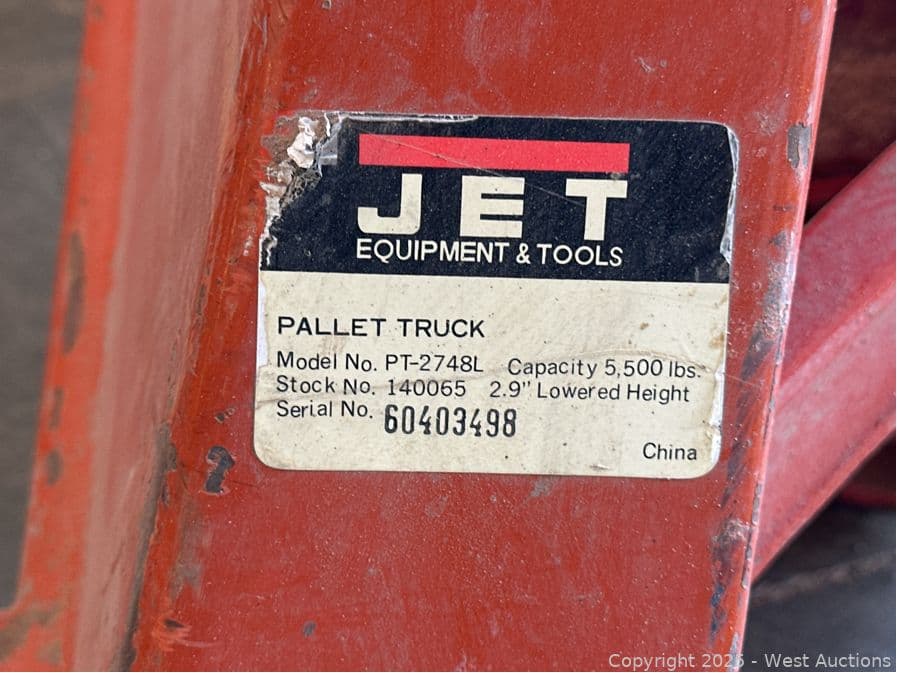 JET
EQUIPMENT & TOOLS
PALLET TRUCK
Model No. PT-2748L Capacity 5,500 lbs.
Stock No. 140065 2.9" Lowered Height
Serial No. 60403498
China
Copyright 2025 - West Auctions